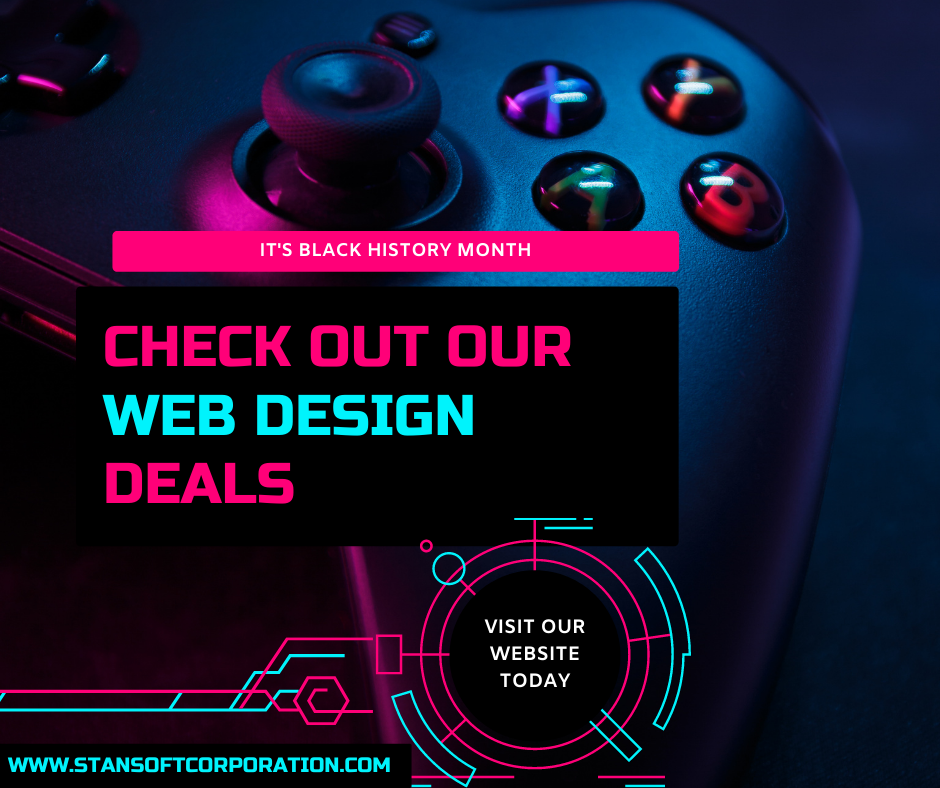 X
Y
A
B
IT'S BLACK HISTORY MONTH
CHECK OUT OUR
WEB DESIGN
DEALS
VISIT OUR
WEBSITE
TODAY
WWW.STANSOFTCORPORATION.COM